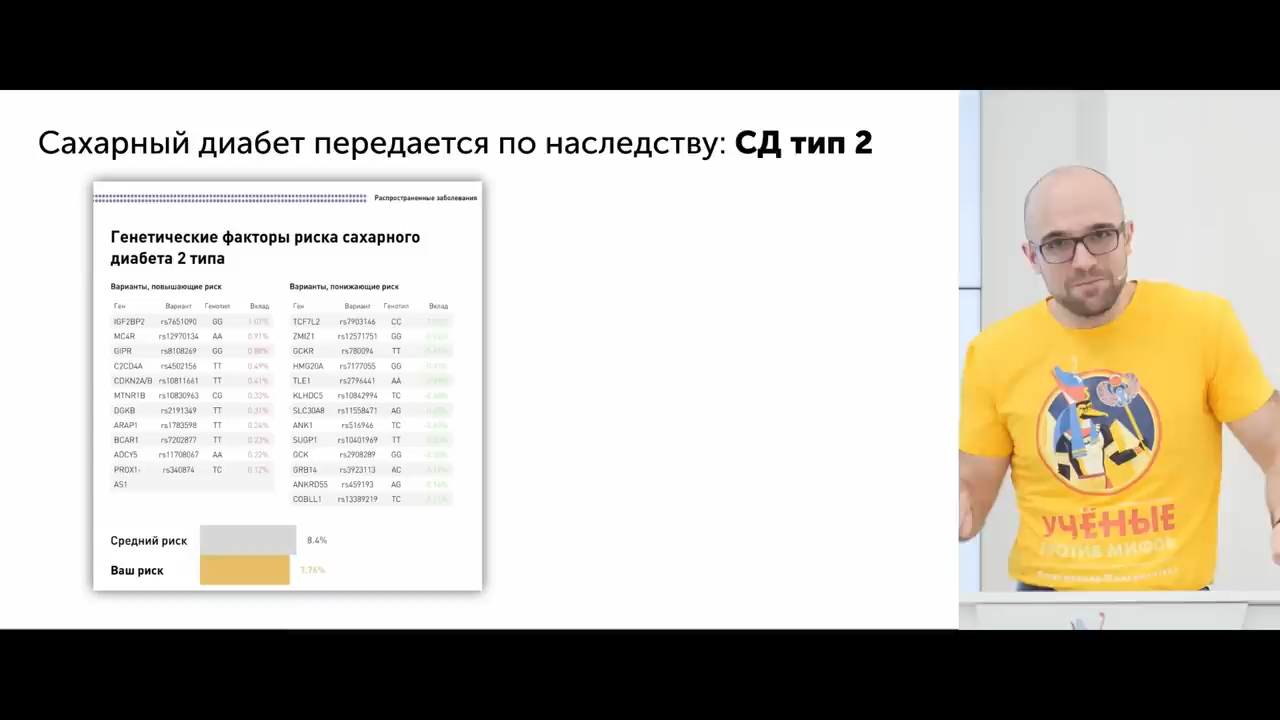 Сахарный диабет передается по наследству: СД тип 2
Распространенные заболевания
Генетические факторы риска сахарного
диабета 2 типа
Варианты, повышающие риск
Ген Вариант Генотип Вклад
IGF2BP2 rs7651090 GG 1.07%
MC4R rs12970134 AA 0.91%
GIPR rs8108269 GG 0.88%
C2CD4A rs4502156 TT 0.49%
CDKN2A/B rs10811661 TT 0.41%
MTNR1B rs10830963 CG 0.33%
DGKB rs2191349 TT 0.31%
ARAP1 rs1783598 TT 0.24%
BCAR1 rs7202877 TT 0.23%
ADCY5 rs11708067 AA 0.22%
PROX1- rs340874 TC 0.12%
AS1
Варианты, понижающие риск
Ген Вариант Генотип Вклад
TCF7L2 rs7903146 CC
ZMIZ1 rs12571751 GG
GCKR rs780094 TT
HMG20A rs7177055 GG
TLE1 rs2796441 AA
KLHDC5 rs10842994 TC
SLC30A8 rs11558471 AG
ANK1 rs516946 TC
SUGP1 rs10401969 TT
GCK rs2908289 GG
GRB14 rs3923113 AC
ANKRD55 rs459193 AG
COBLL1 rs13389219 TC
Средний риск 8.4%
Ваш риск 7.76%
УЧЁНЫЕ
ПРОТИВ МИФОВ